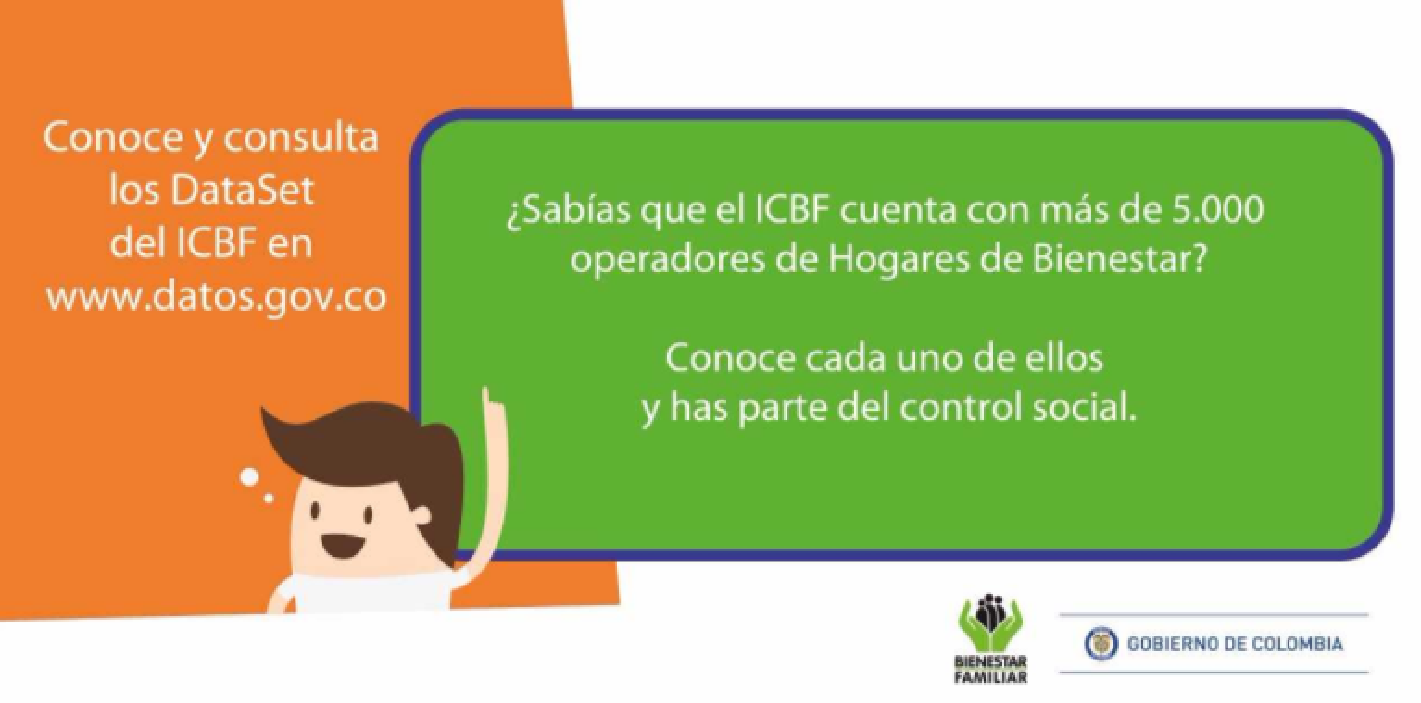 Conoce y consulta
los DataSet
del ICBF en
www.datos.gov.co
¿Sabías que el ICBF cuenta con más de 5.000
operadores de Hogares de Bienestar?
Conoce cada uno de ellos
y has parte del control social.
BIENESTAR
FAMILIAR
GOBIERNO DE COLOMBIA